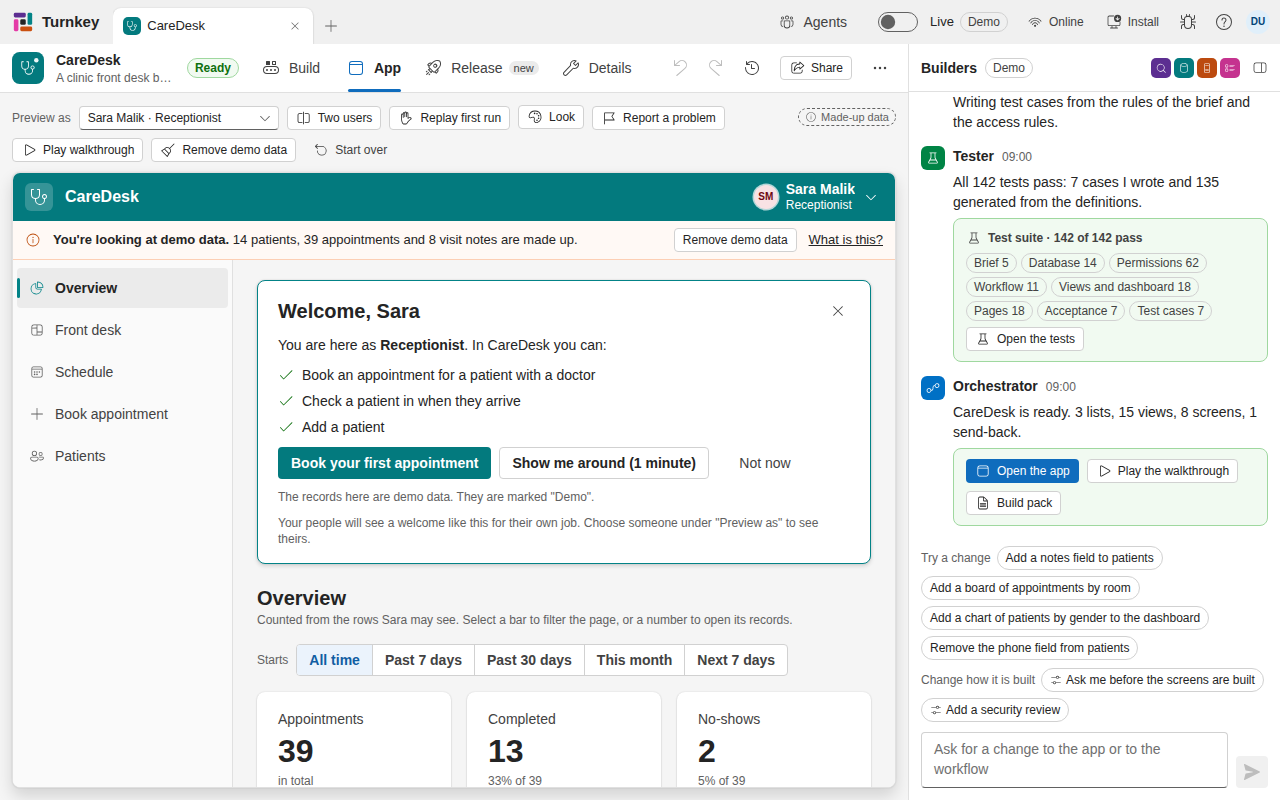 Turnkey
CareDesk
Agents
Live
Demo
Online
Install
DU
CareDesk
A clinic front desk b…
Ready
Build
App
Release
new
Details
Share
Preview as
Sara Malik · Receptionist
Two users
Replay first run
Look
Report a problem
Made-up data
Play walkthrough
Remove demo data
Start over
CareDesk
SM
Sara Malik
Receptionist
You're looking at demo data. 14 patients, 39 appointments and 8 visit notes are made up.
Remove demo data
What is this?
Overview
Front desk
Schedule
Book appointment
Patients
Welcome, Sara
You are here as Receptionist. In CareDesk you can:
Book an appointment for a patient with a doctor
Check a patient in when they arrive
Add a patient
Book your first appointment
Show me around (1 minute)
Not now
The records here are demo data. They are marked "Demo".
Your people will see a welcome like this for their own job. Choose someone under "Preview as" to see
theirs.
Overview
Counted from the rows Sara may see. Select a bar to filter the page, or a number to open its records.
Starts
All time
Past 7 days
Past 30 days
This month
Next 7 days
Appointments
39
in total
Completed
13
33% of 39
No-shows
2
5% of 39
Builders
Demo
Writing test cases from the rules of the brief and
the access rules.
Tester 09:00
All 142 tests pass: 7 cases I wrote and 135
generated from the definitions.
Test suite · 142 of 142 pass
Brief 5
Database 14
Permissions 62
Workflow 11
Views and dashboard 18
Pages 18
Acceptance 7
Test cases 7
Open the tests
Orchestrator 09:00
CareDesk is ready. 3 lists, 15 views, 8 screens, 1
send-back.
Open the app
Play the walkthrough
Build pack
Try a change
Add a notes field to patients
Add a board of appointments by room
Add a chart of patients by gender to the dashboard
Remove the phone field from patients
Change how it is built
Ask me before the screens are built
Add a security review
Ask for a change to the app or to the
workflow